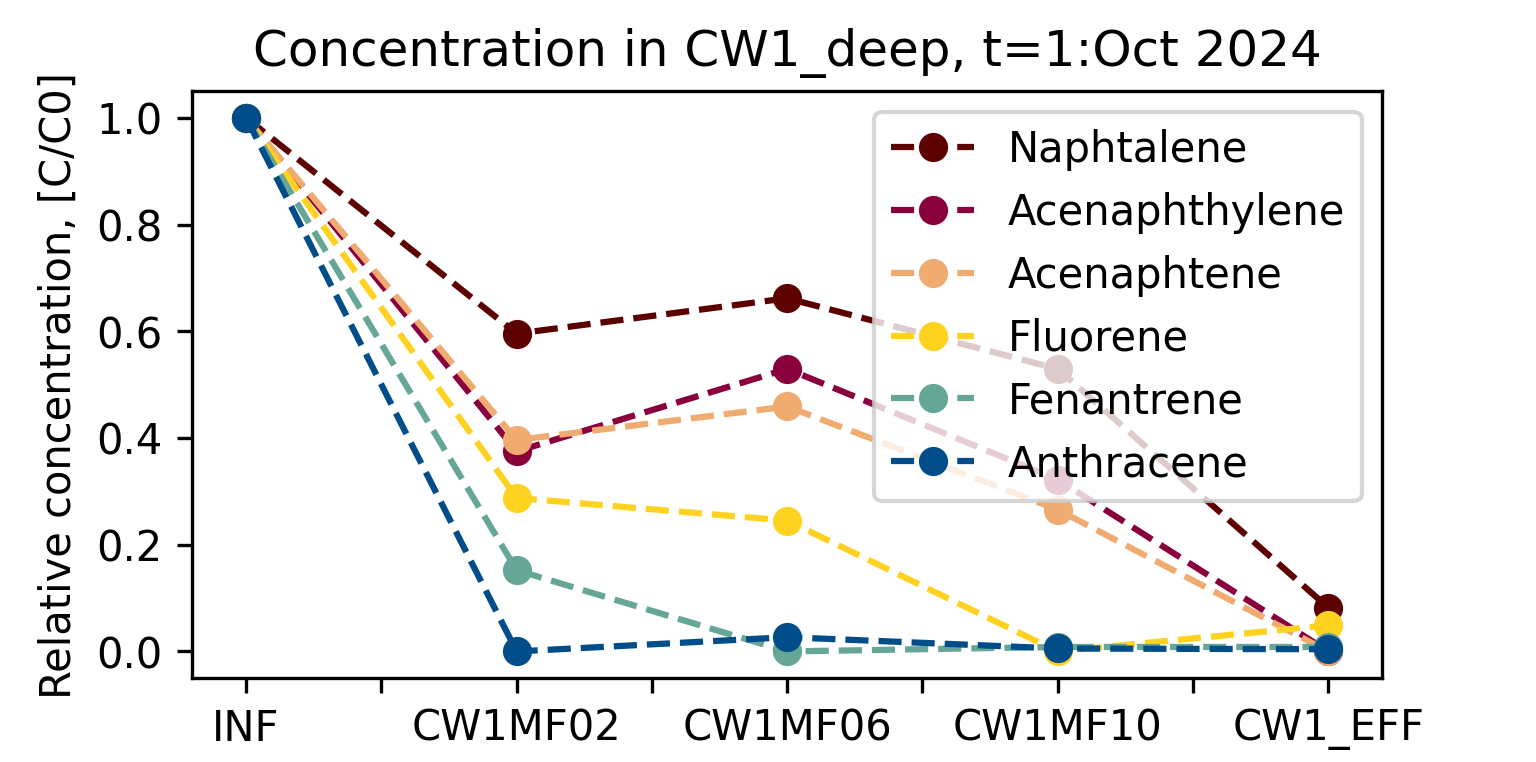 Concentration in CW1_deep, t=1:Oct 2024
Relative concentration, [C/C0]
1.0
0.8
0.6
0.4
0.2
0.0
Naphtalene
Acenaphthylene
Acenaphtene
Fluorene
Fenantrene
Anthracene
INF CW1MF02 CW1MF06 CW1MF10 CW1_EFF